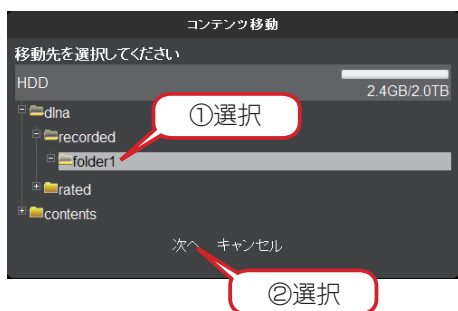 コンテンツ移動
移動先を選択してください
HDD
2.4GB/2.0TB
dlna
①選択
recorded
folder1
rated
contents
次へ キャンセル
②選択